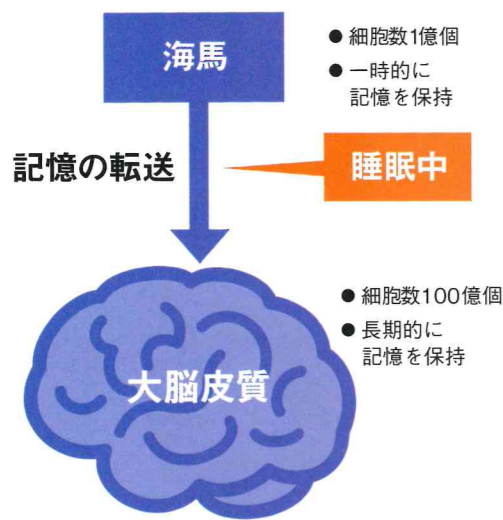 海馬
● 細胞数1億個
● 一時的に
記憶を保持
記憶の転送
睡眠中
● 細胞数100億個
● 長期的に
記憶を保持
大脳皮質